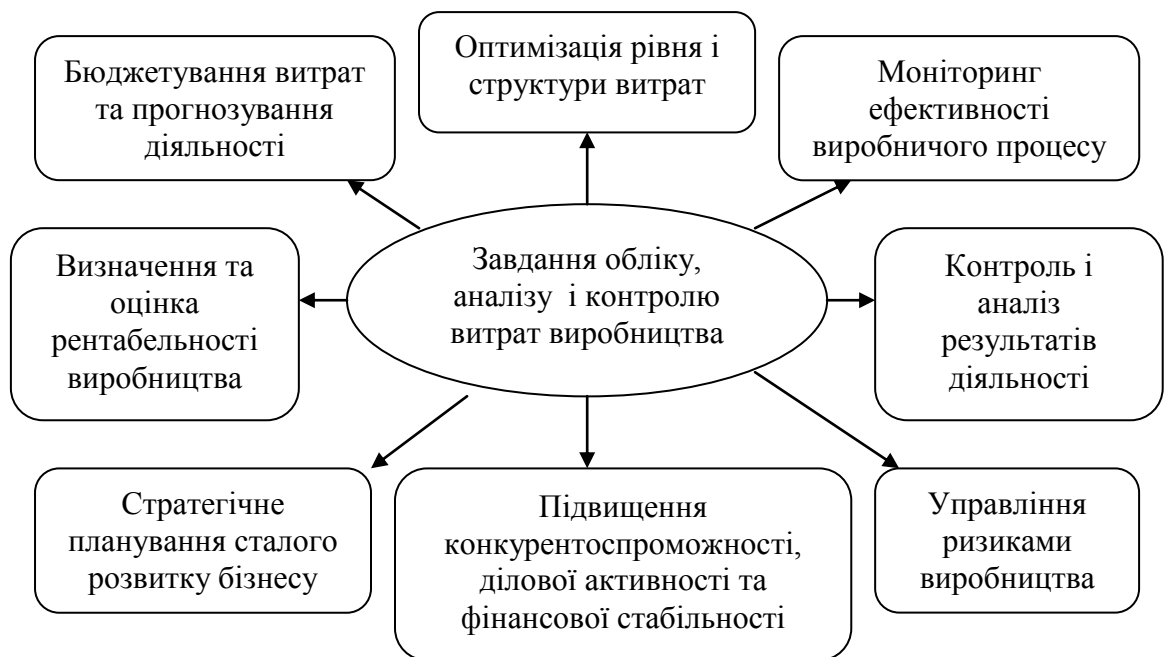 Бюджетування витрат
та прогнозування
діяльності
Оптимізація рівня і
структури витрат
Моніторинг
ефективності
виробничого процесу
Визначення та
оцінка
рентабельності
виробництва
Завдання обліку,
аналізу і контролю
витрат виробництва
Контроль і
аналіз
результатів
діяльності
Стратегічне
планування сталого
розвитку бізнесу
Підвищення
конкурентоспроможності,
ділової активності та
фінансової стабільності
Управління
ризиками
виробництва